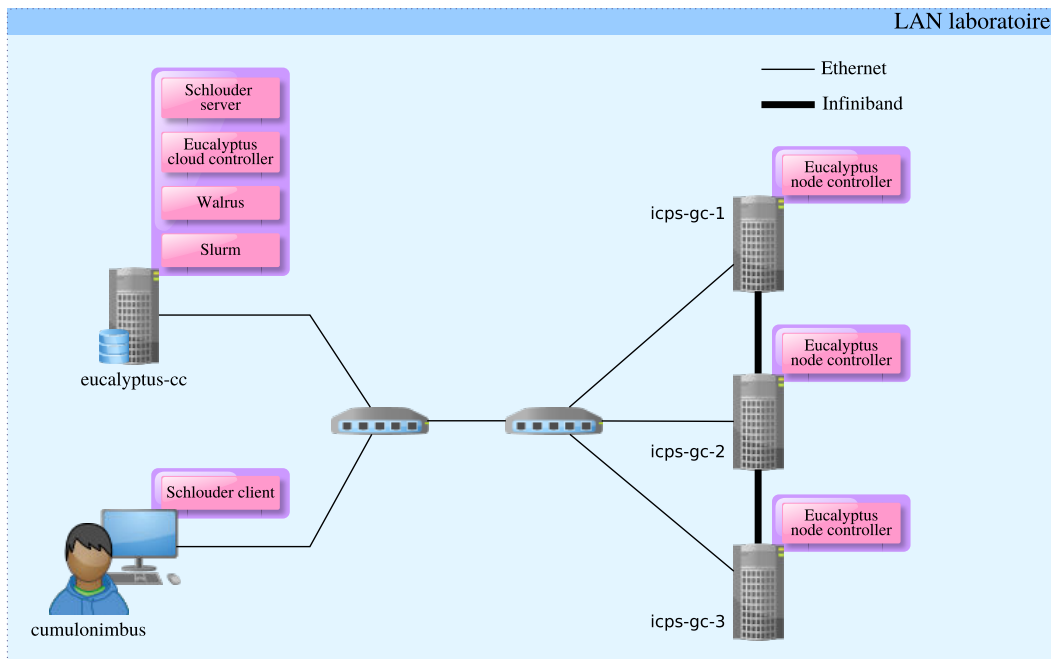 LAN laboratoire
Ethernet
Infiniband
Schlouder
server
Eucalyptus
cloud controller
Walrus
Slurm
eucalyptus-cc
Schlouder client
cumulonimbus
Eucalyptus
node controller
icps-gc-1
Eucalyptus
node controller
icps-gc-2
Eucalyptus
node controller
icps-gc-3